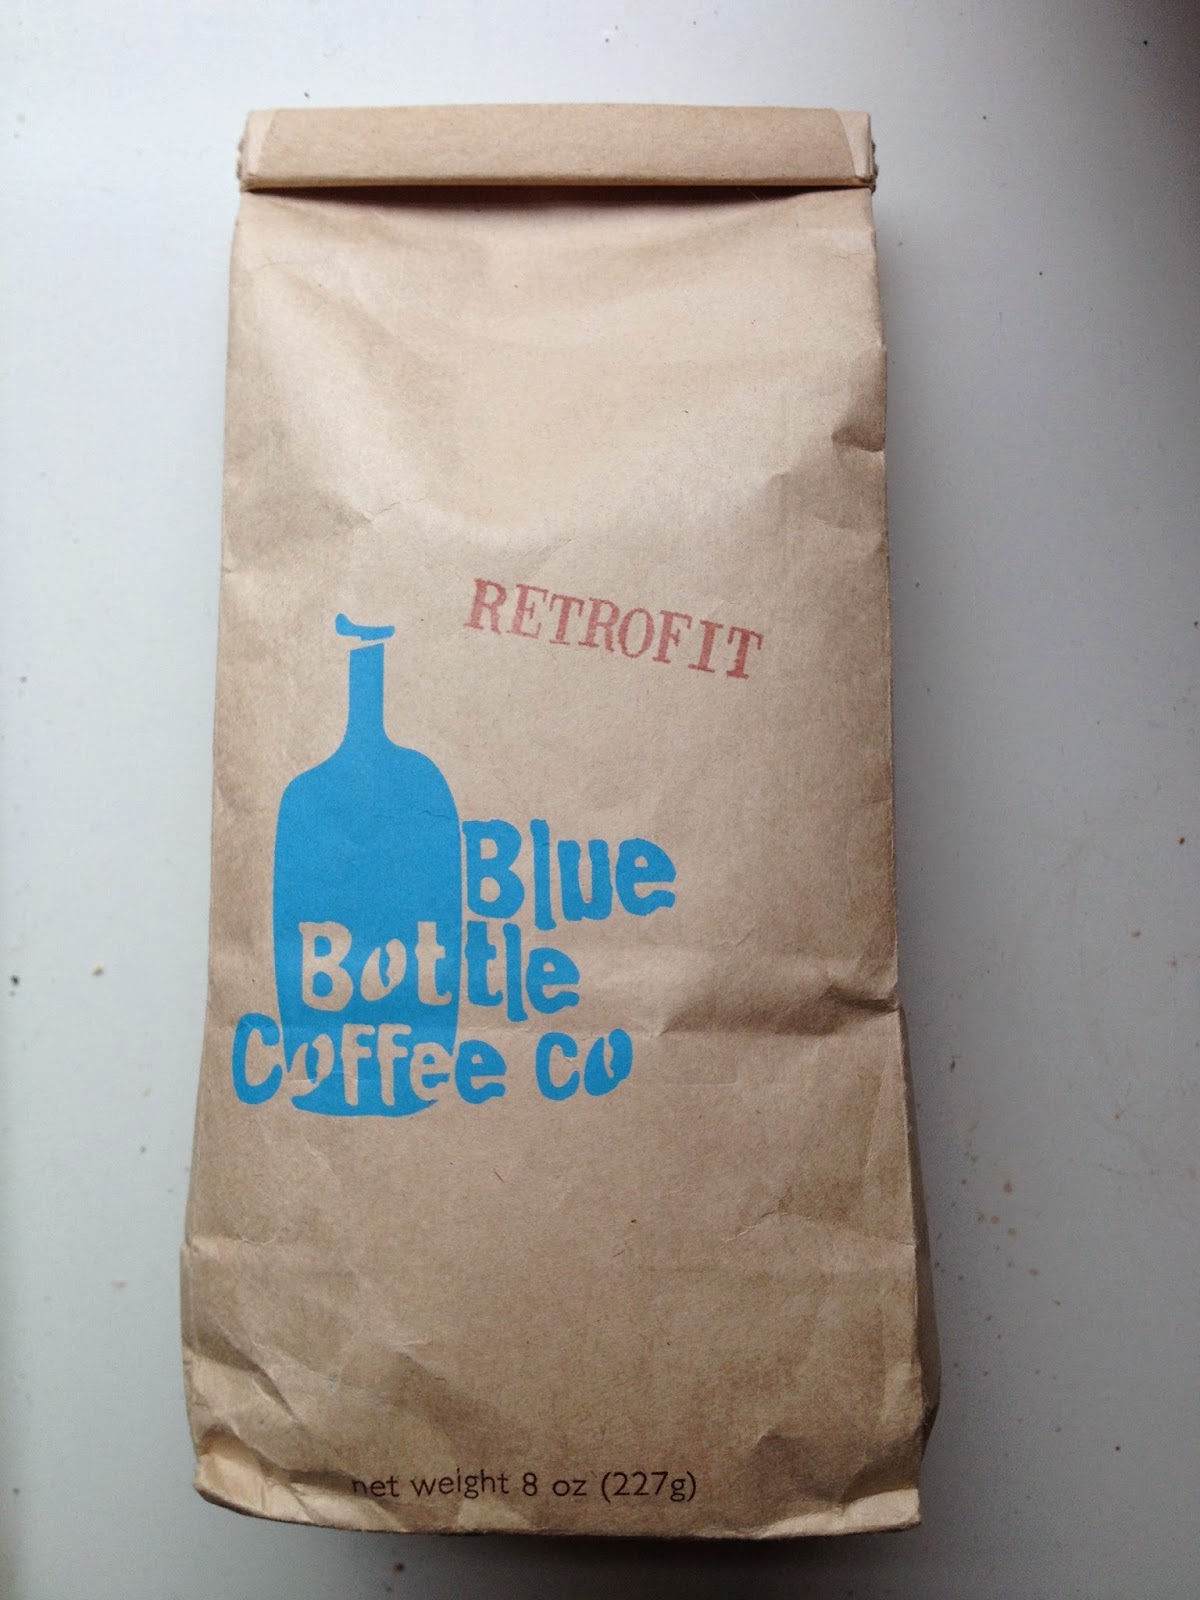 RETROFIT
Blue
Bottle
Coffee co
net weight 8 oz (227g)